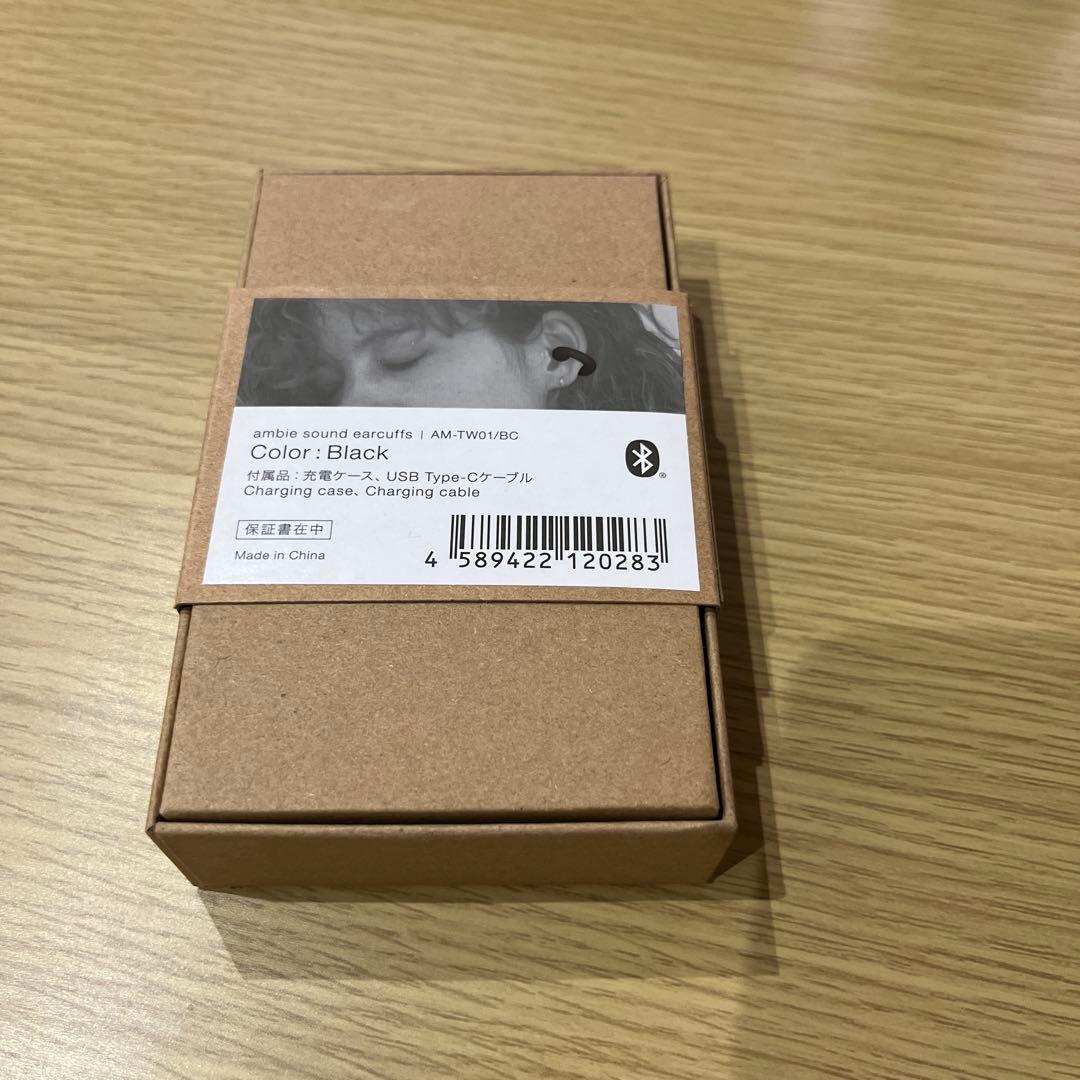 ambie sound earcuffs | AM-TW01/BC
Color : Black
付属品 : 充電ケース、USB Type-Cケーブル
Charging case、Charging cable
保証書在中
Made in China
4 589422 120283
®